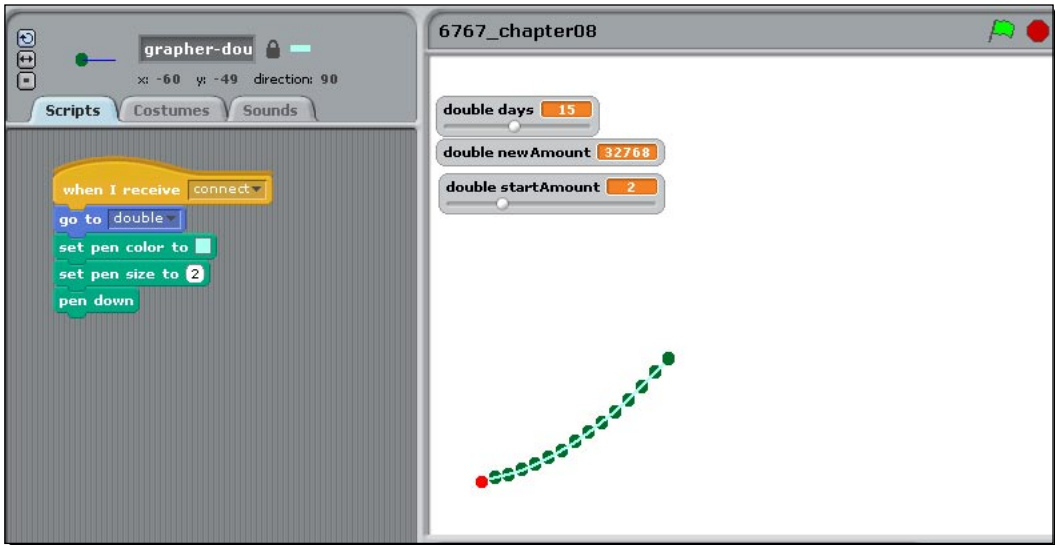 grapher-dou
x: -60 y: -49 direction: 90
Scripts Costumes Sounds
when I receive connect
go to double
set pen color to
set pen size to 2
pen down
6767_chapter08
double days 15
double newAmount 32768
double startAmount 2